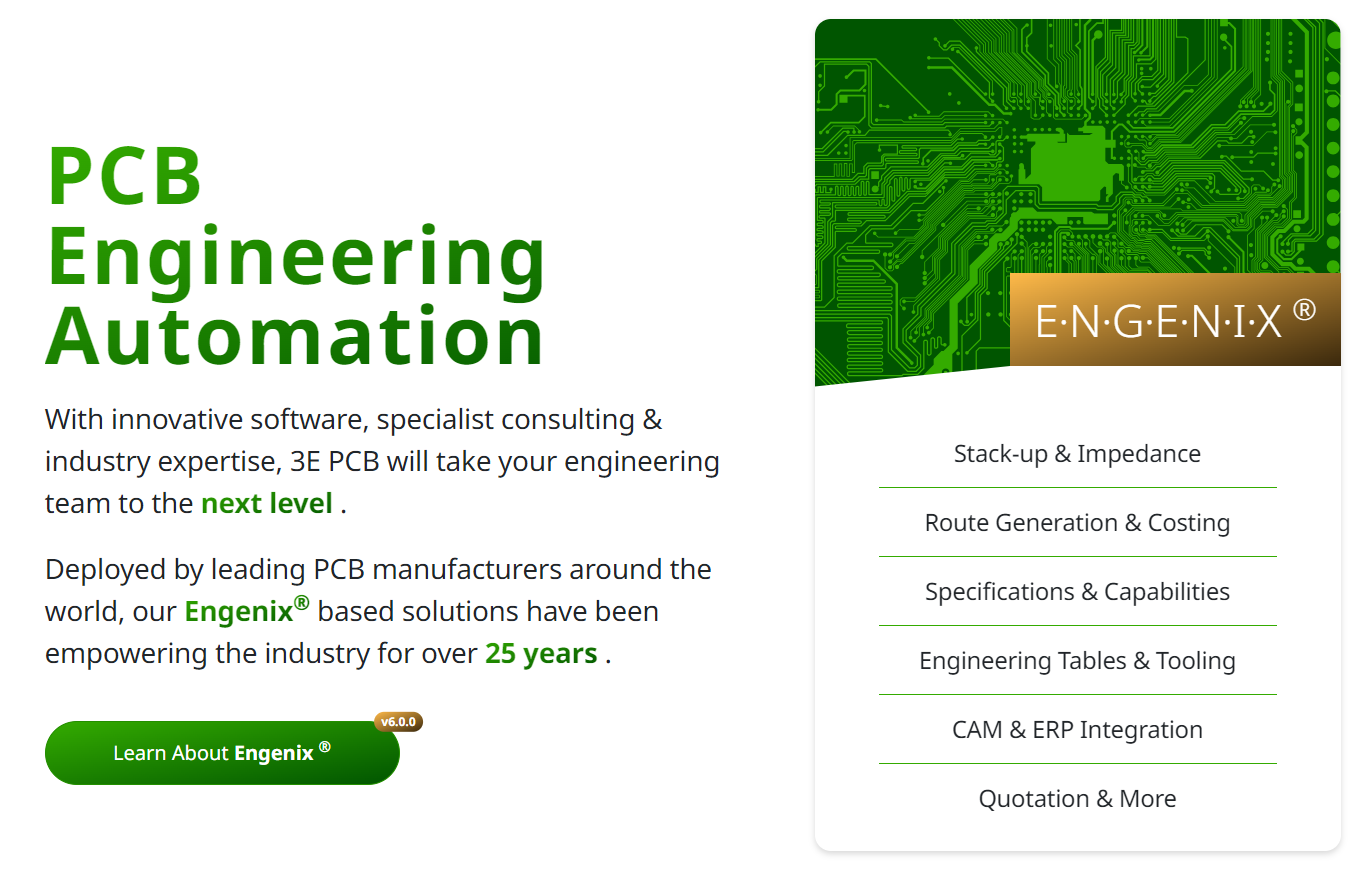 PCB
Engineering
Automation
With innovative software, specialist consulting &
industry expertise, 3E PCB will take your engineering
team to the next level .
Deployed by leading PCB manufacturers around the
world, our Engenix® based solutions have been
empowering the industry for over 25 years .
v6.0.0
Learn About Engenix ®
E·N·G·E·N·I·X ®
Stack-up & Impedance
Route Generation & Costing
Specifications & Capabilities
Engineering Tables & Tooling
CAM & ERP Integration
Quotation & More